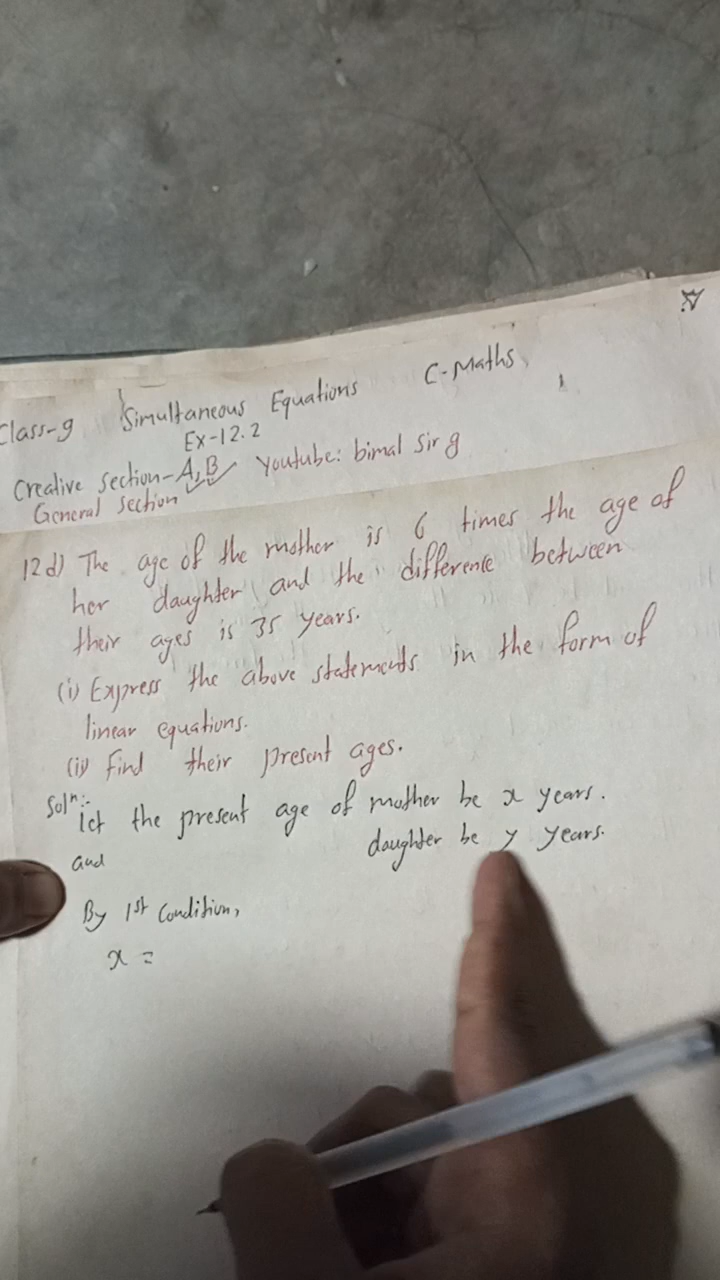 Class-9 Simultaneous Equations C-Maths
Ex-12.2
Creative section-A,B Youtube: bimal sir g
General section
12d) The age of the mother is 6 times the age of
her daughter and the difference between
their ages is 35 years.
(i) Express the above statements in the form of
linear equations.
(ii) Find their present ages.
Solⁿ:-
let the present age of mother be x years.
and daughter be y years.
By 1st Condition,
x =